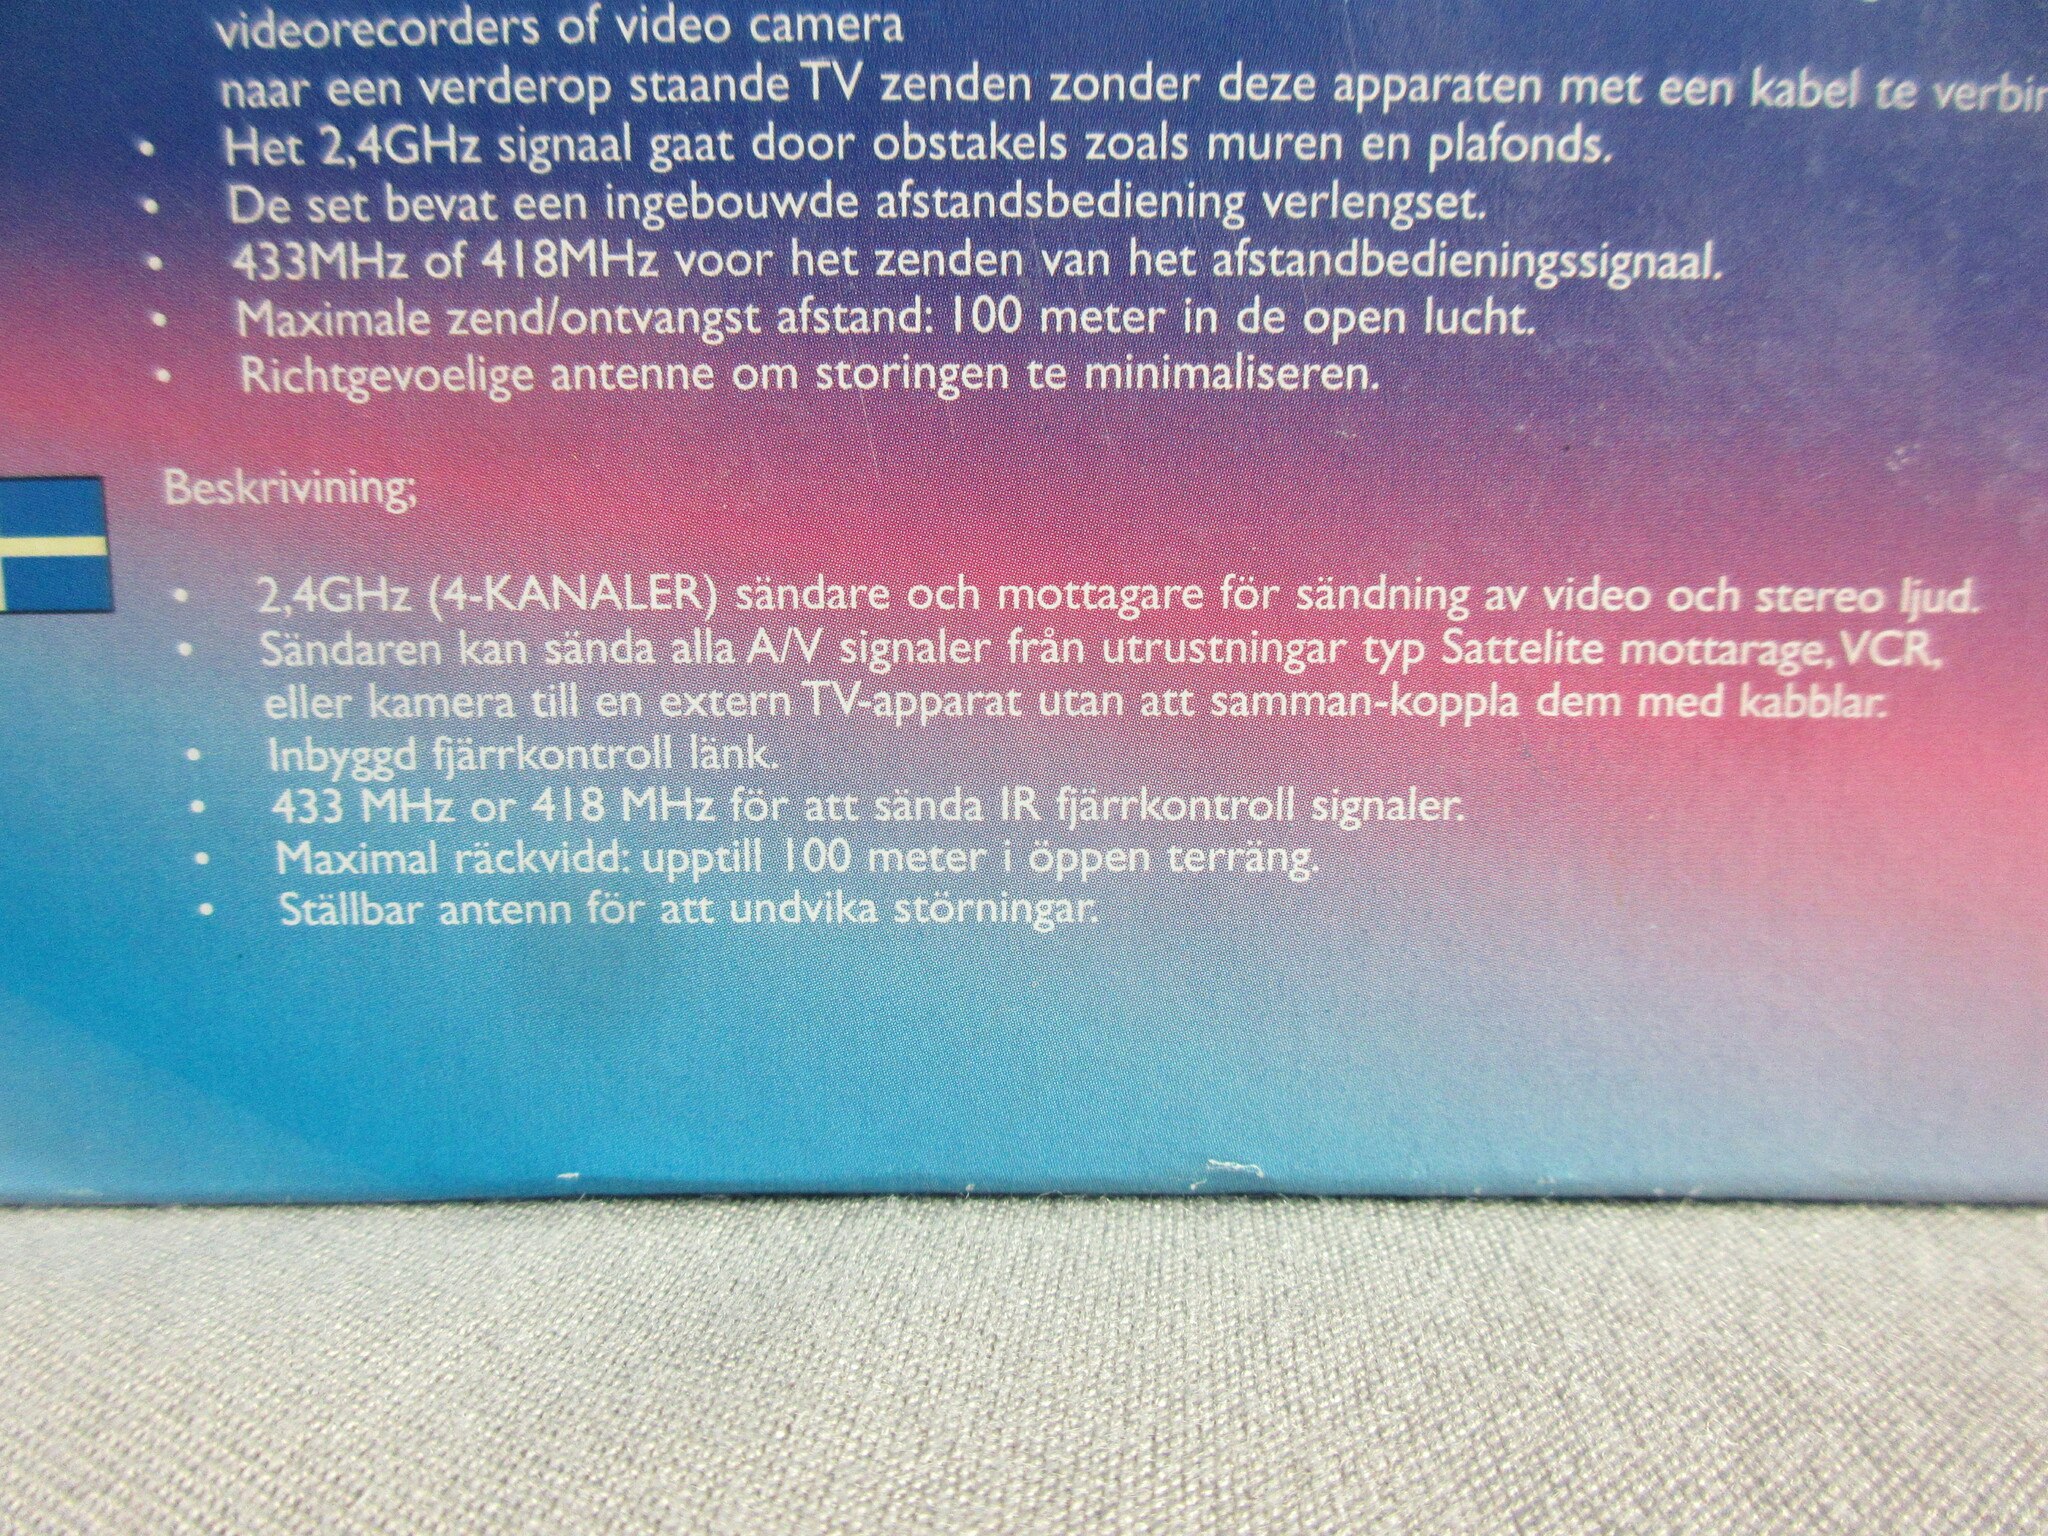 videorecorders of video camera
naar een verderop staande TV zenden zonder deze apparaten met een kabel te
• Het 2,4GHz signaal gaat door obstakels zoals muren en plafonds.
• De set bevat een ingebouwde afstandsbediening verlengset.
• 433MHz of 418MHz voor het zenden van het afstandbedieningssignaal.
• Maximale zend/ontvangst afstand: 100 meter in de open lucht.
• Richtgevoelige antenne om storingen te minimaliseren.
Beskrivining;
• 2,4GHz (4-KANALER) sändare och mottagare för sändning av video och stereo ljud.
• Sändaren kan sända alla A/V signaler från utrustningar typ Sattelite mottarage, VCR,
eller kamera till en extern TV-apparat utan att samman-koppla dem med kabblar.
• Inbyggd fjärrkontroll länk.
• 433 MHz or 418 MHz för att sända IR fjärrkontroll signaler.
• Maximal räckvidd: upptill 100 meter i öppen terräng.
• Ställbar antenn för att undvika störningar.